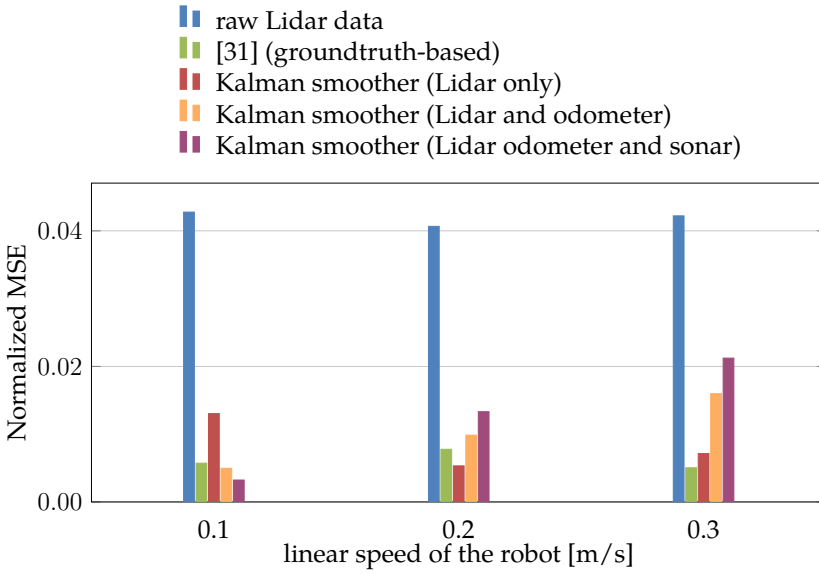 raw Lidar data
[31] (groundtruth-based)
Kalman smoother (Lidar only)
Kalman smoother (Lidar and odometer)
Kalman smoother (Lidar odometer and sonar)
Normalized MSE
0.04
0.02
0.00
0.1 0.2 0.3
linear speed of the robot [m/s]